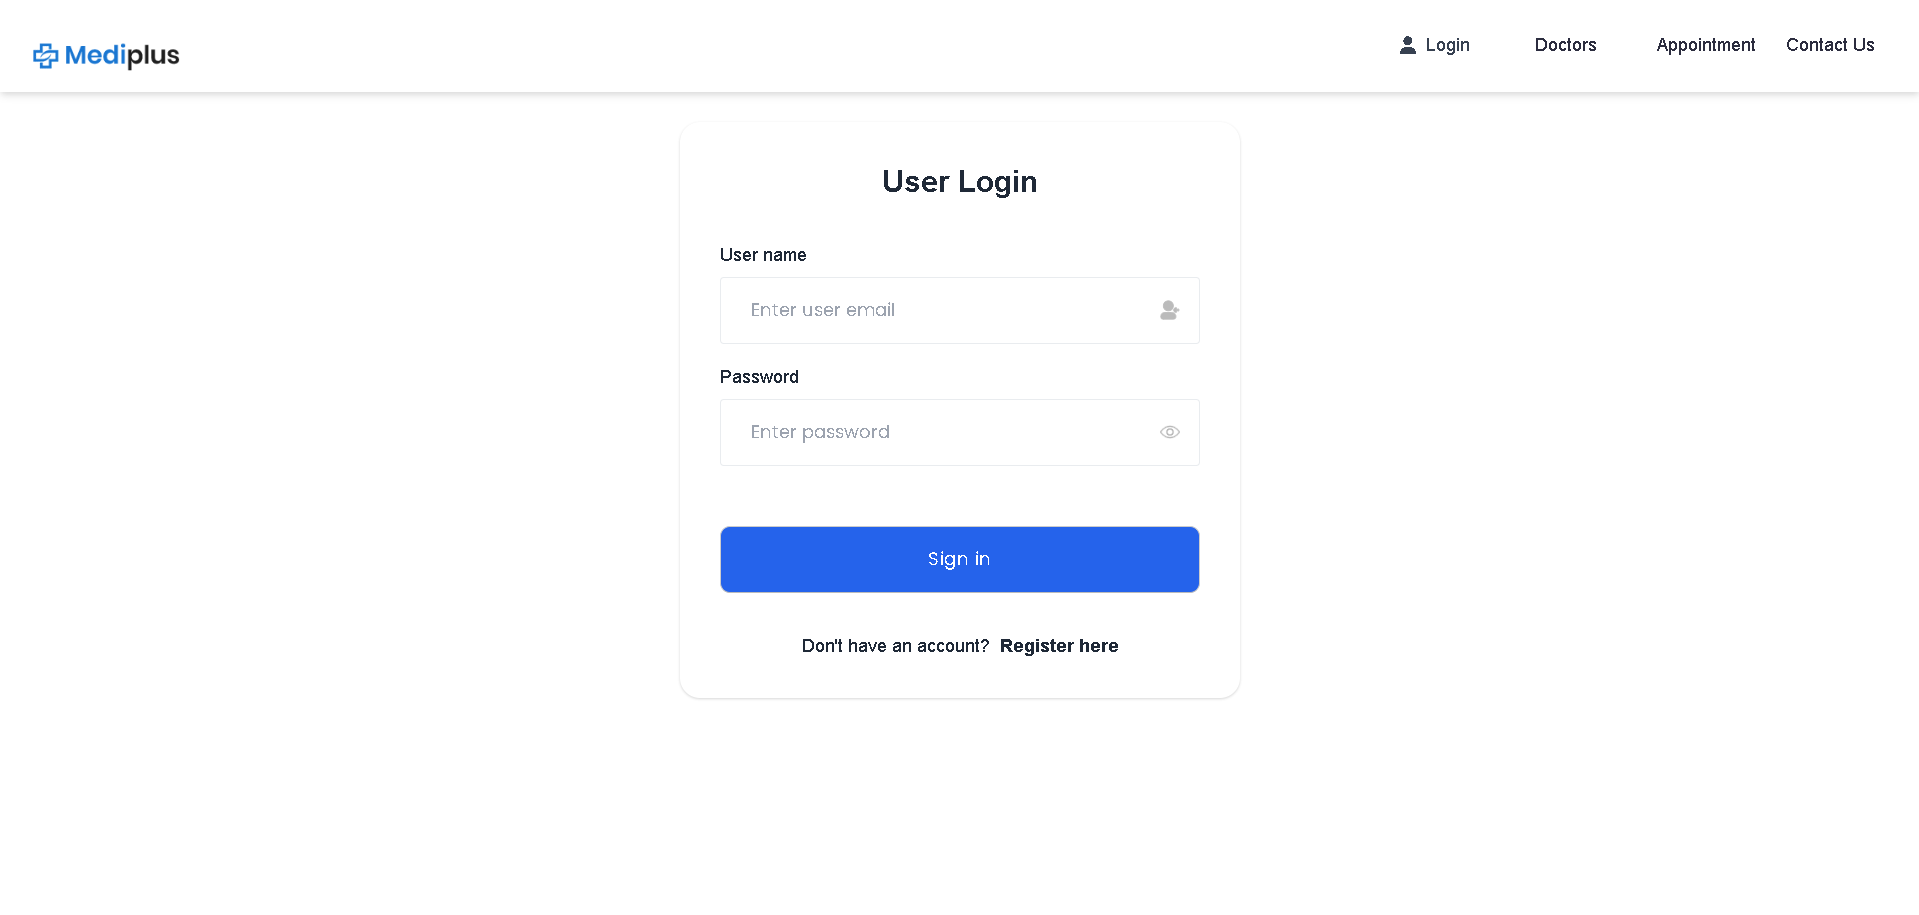 Mediplus
Login Doctors Appointment Contact Us
User Login
User name
Enter user email
Password
Enter password
Sign in
Don't have an account? Register here